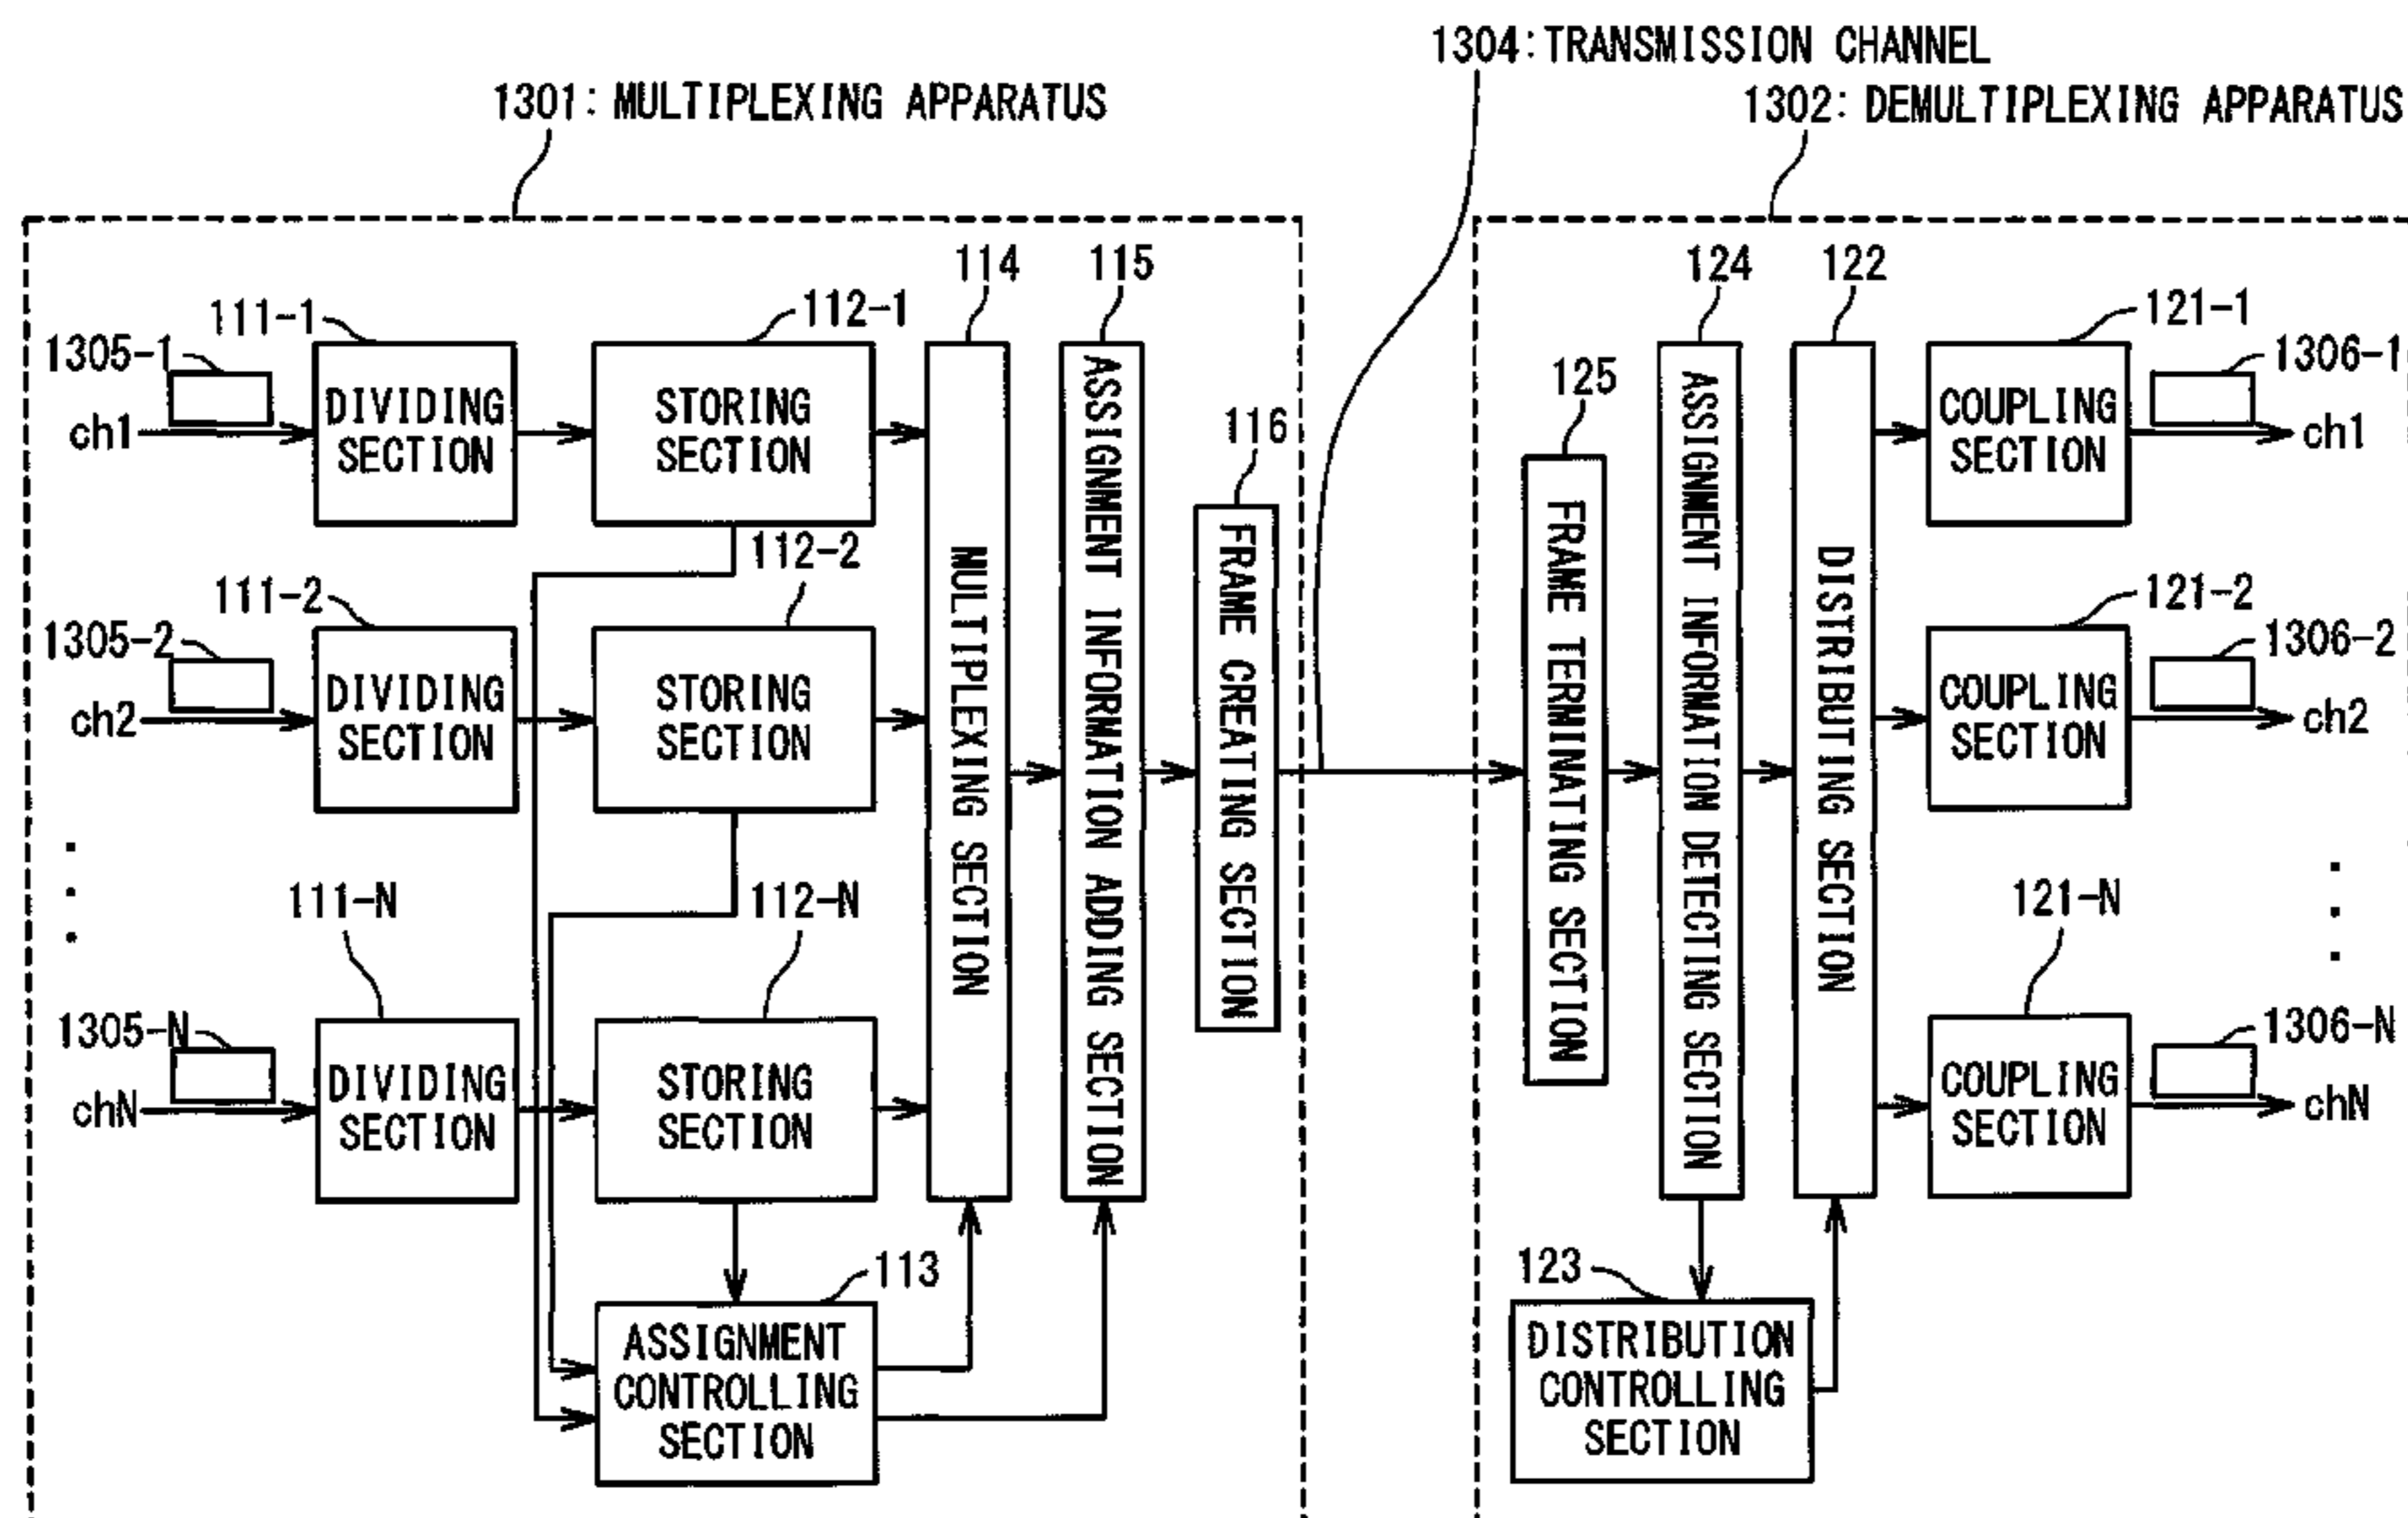 1304:TRANSMISSION CHANNEL
1301: MULTIPLEXING APPARATUS
1302: DEMULTIPLEXING APPARATUS
114
115
124
122
111-1
112-1
121-1
1305-1
1306-1
125
DIVIDING
SECTION
STORING
SECTION
COUPLING
SECTION
ch1
ch1
116
112-2
111-2
121-2
1305-2
1306-2
DIVIDING
SECTION
STORING
SECTION
COUPLING
SECTION
ch2
ch2
MULTIPLEXING SECTION
ASSIGNMENT INFORMATION ADDING SECTION
FRAME CREATING SECTION
FRAME TERMINATING SECTION
ASSIGNMENT INFORMATION DETECTING SECTION
DISIRIBUTING SECTION
.
.
.
.
.
.
111-N
112-N
121-N
1305-N
1306-N
DIVIDING
SECTION
STORING
SECTION
COUPLING
SECTION
chN
chN
113
123
ASSIGNMENT
CONTROLLING
SECTION
DISTRIBUTION
CONTROLLING
SECTION